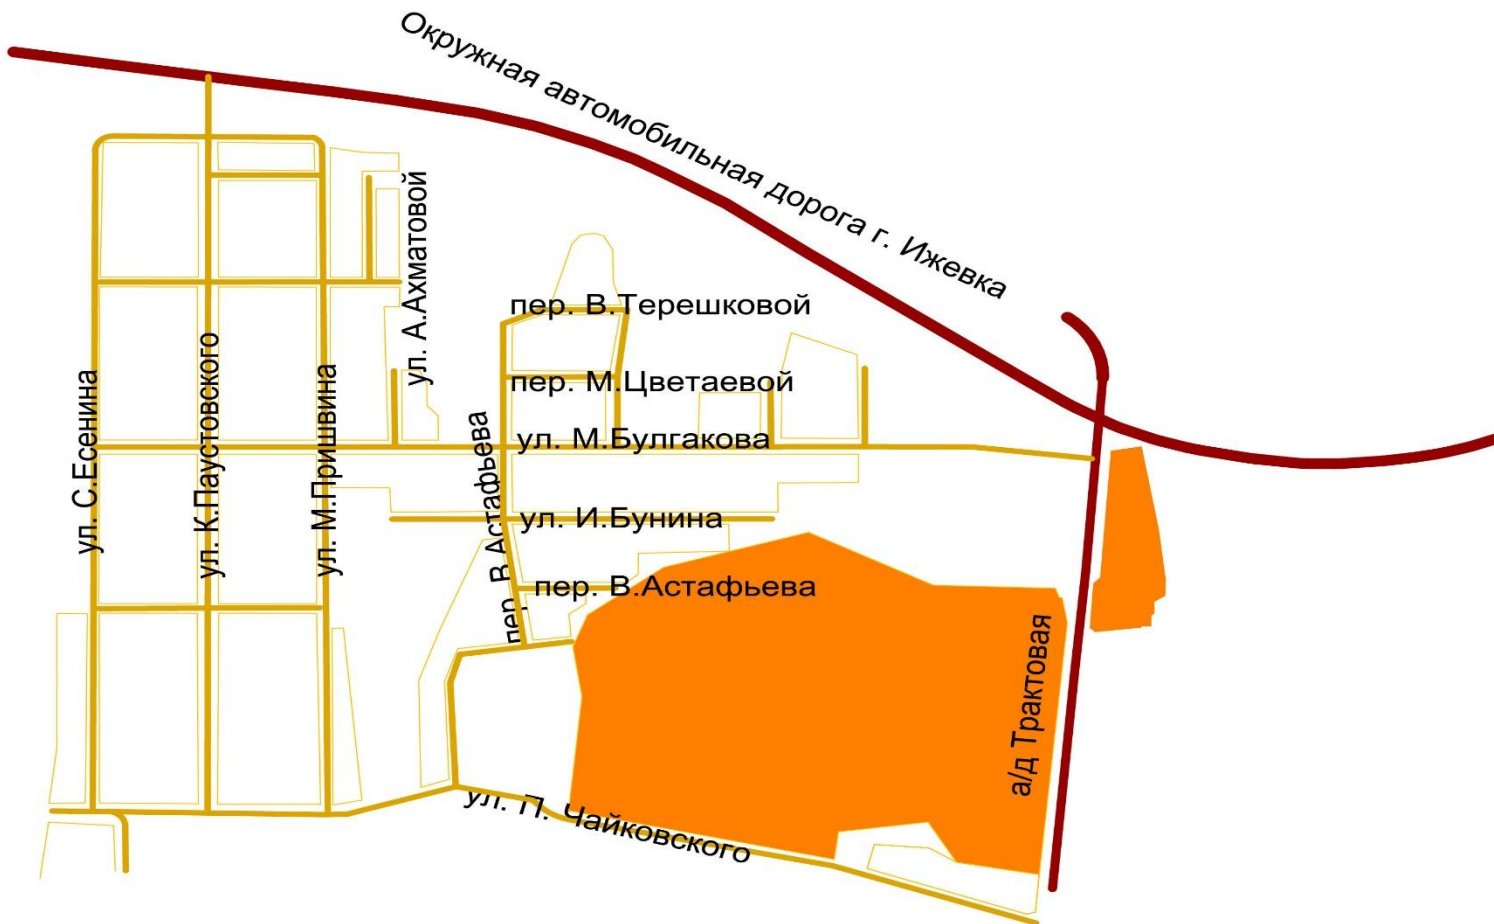 Окружная автомобильная дорога г. Ижевка
ул. А.Ахматовой
пер. В.Терешковой
пер. М.Цветаевой
ул. М.Булгакова
ул. С.Есенина
ул. К.Паустовского
ул. М.Пришвина
пер. В.Астафьева
ул. И.Бунина
пер. В.Астафьева
а/д Трактовая
ул. П. Чайковского